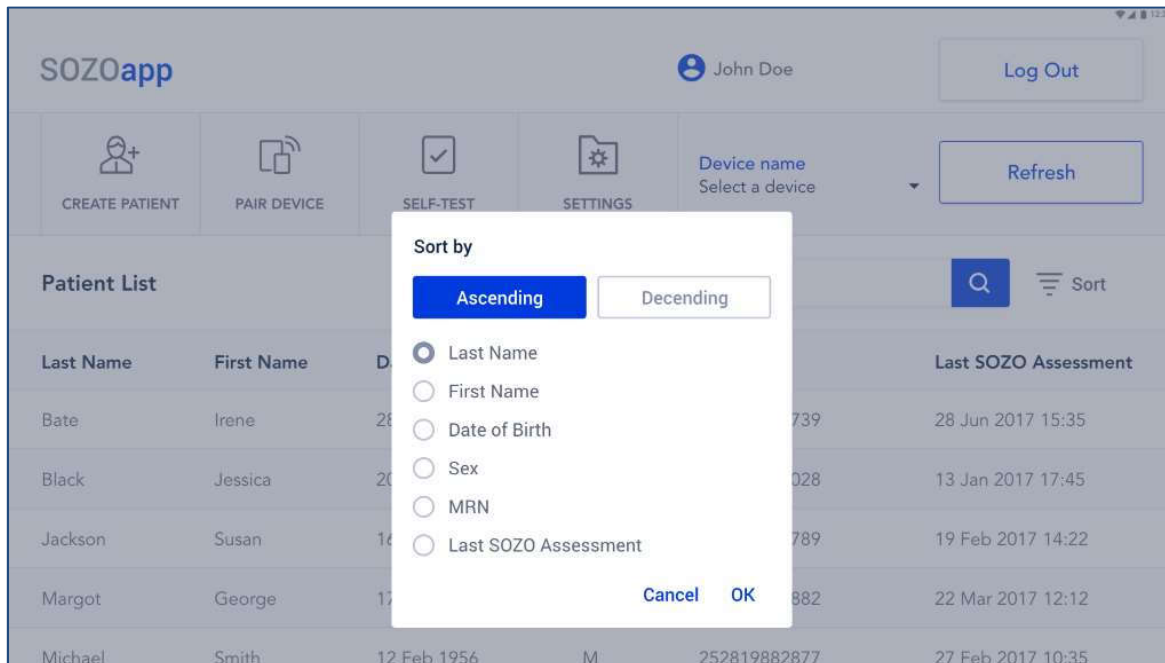 SOZOapp
John Doe
Log Out
CREATE PATIENT
PAIR DEVICE
SELF-TEST
SETTINGS
Device name
Select a device
Refresh
Patient List
Sort
Sort by
Ascending
Decending
Last Name
First Name
Date of Birth
Sex
MRN
Last SOZO Assessment
Cancel OK
Last Name First Name D Last SOZO Assessment
Bate Irene 28 739 28 Jun 2017 15:35
Black Jessica 20 028 13 Jan 2017 17:45
Jackson Susan 16 789 19 Feb 2017 14:22
Margot George 17 882 22 Mar 2017 12:12
Michael Smith 12 Feb 1956 M 252819882877 27 Feb 2017 10:35